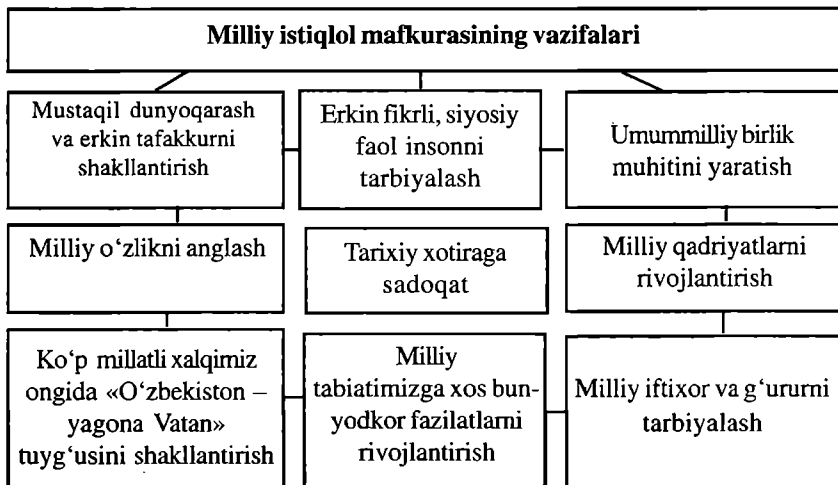 Milliy istiqlol mafkurasining vazifalari
Mustaqil dunyoqarash
va erkin tafakkurni
shakllantirish
Erkin fikrli, siyosiy
faol insonni
tarbiyalash
Umummilliy birlik
muhitini yaratish
Milliy o‘zlikni anglash
Tarixiy xotiraga
sadoqat
Milliy qadriyatlarni
rivojlantirish
Ko‘p millatli xalqimiz
ongida «O‘zbekiston –
yagona Vatan»
tuyg‘usini shakllantirish
Milliy
tabiatimizga xos bun-
yodkor fazilatlarni
rivojlantirish
Milliy iftixor va g‘ururni
tarbiyalash